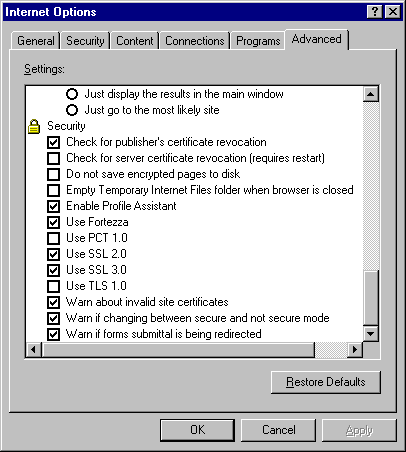 Internet Options
General Security Content Connections Programs Advanced
Settings:
Just display the results in the main window
Just go to the most likely site
Security
Check for publisher's certificate revocation
Check for server certificate revocation (requires restart)
Do not save encrypted pages to disk
Empty Temporary Internet Files folder when browser is closed
Enable Profile Assistant
Use Fortezza
Use PCT 1.0
Use SSL 2.0
Use SSL 3.0
Use TLS 1.0
Warn about invalid site certificates
Warn if changing between secure and not secure mode
Warn if forms submittal is being redirected
Restore Defaults
OK Cancel Apply